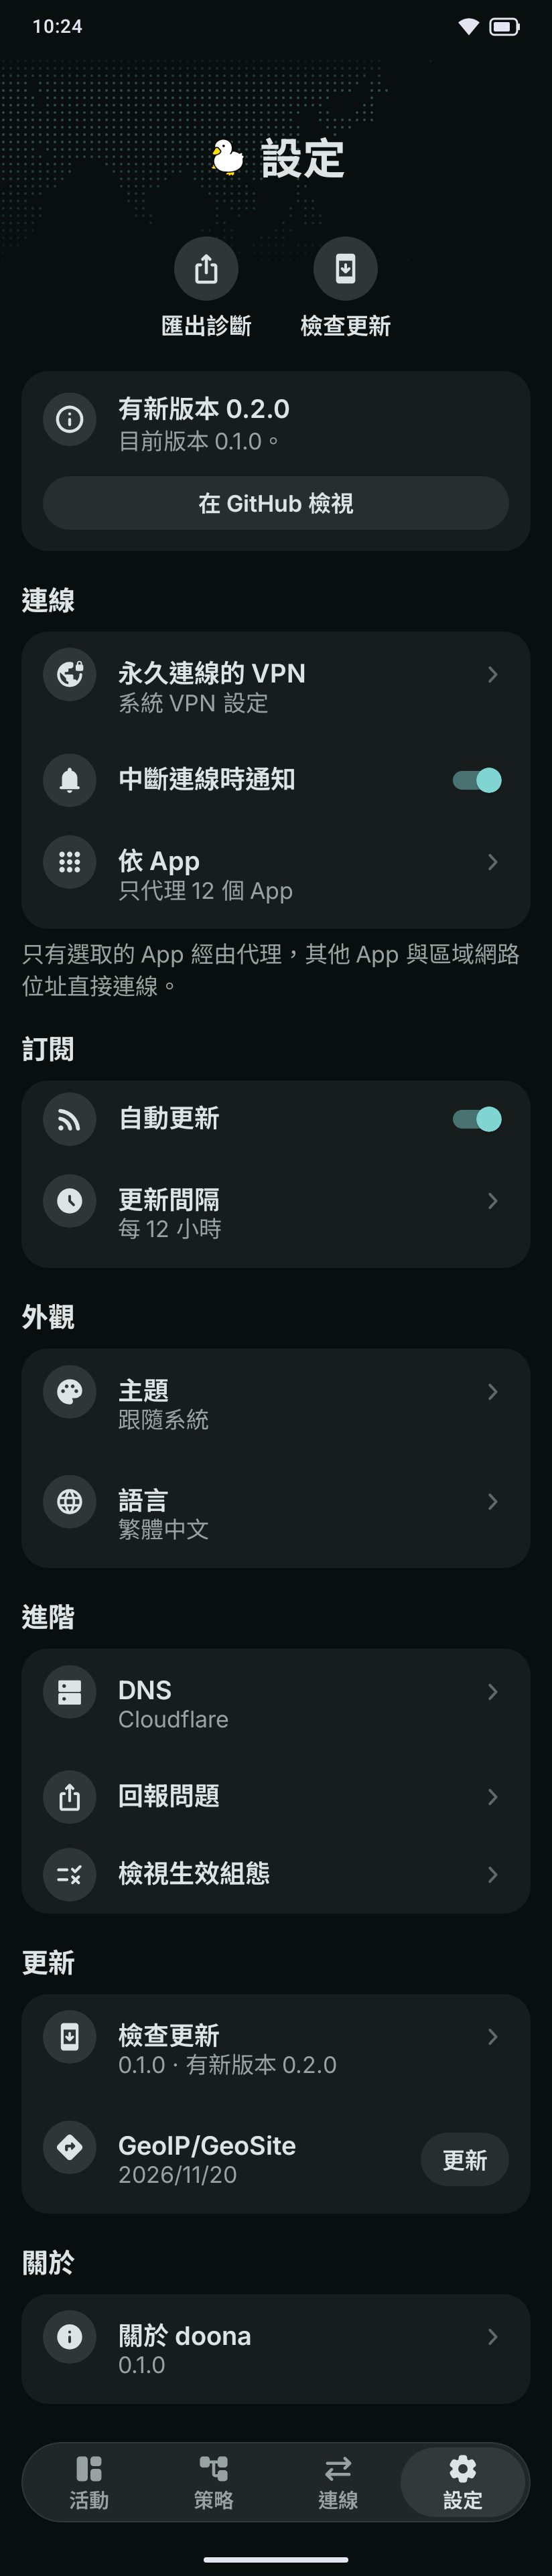 10:24
設定
匯出診斷
檢查更新
有新版本 0.2.0
目前版本 0.1.0。
在 GitHub 檢視
連線
永久連線的 VPN
系統 VPN 設定
中斷連線時通知
依 App
只代理 12 個 App
只有選取的 App 經由代理，其他 App 與區域網路
位址直接連線。
訂閱
自動更新
更新間隔
每 12 小時
外觀
主題
跟隨系統
語言
繁體中文
進階
DNS
Cloudflare
回報問題
檢視生效組態
更新
檢查更新
0.1.0 · 有新版本 0.2.0
GeoIP/GeoSite
2026/11/20
更新
關於
關於 doona
0.1.0
活動
策略
連線
設定